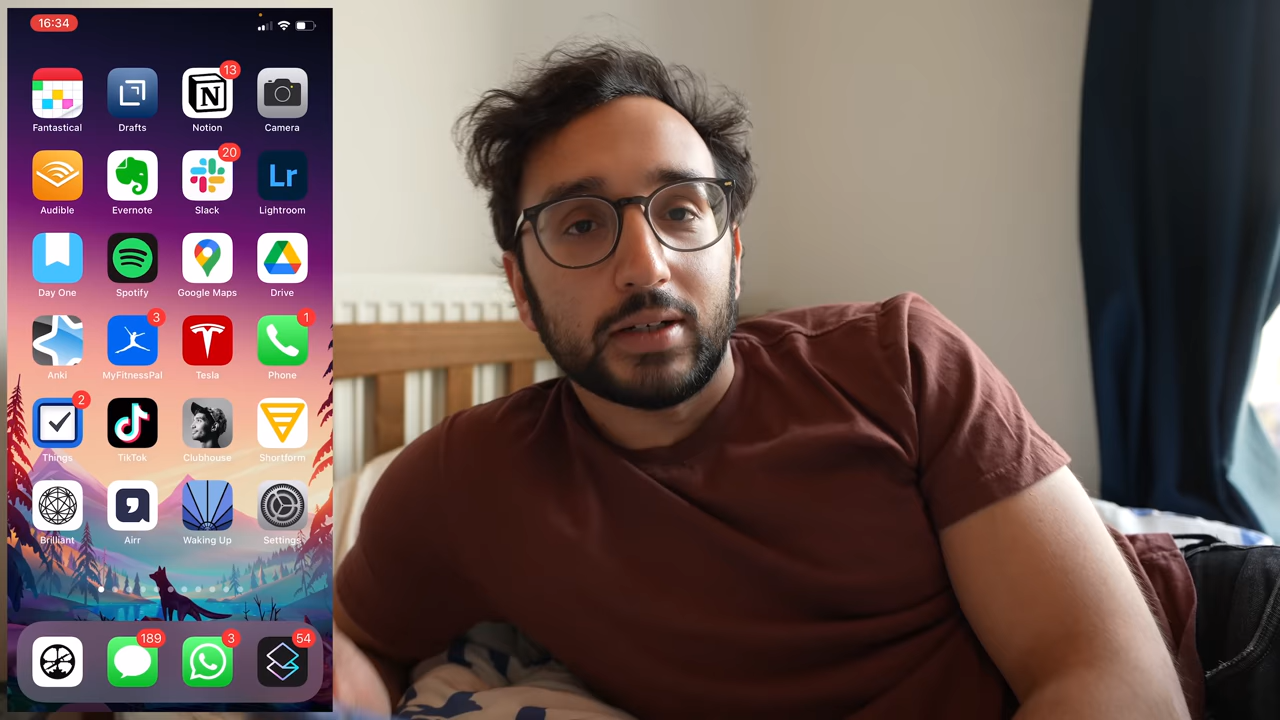 16:34
13
Fantastical Drafts Notion Camera
20
Lr
Audible Evernote Slack Lightroom
Day One Spotify Google Maps Drive
3 1
Anki MyFitnessPal Tesla Phone
2
Things TikTok Clubhouse Shortform
Brilliant Airr Waking Up Settings
189 3 54